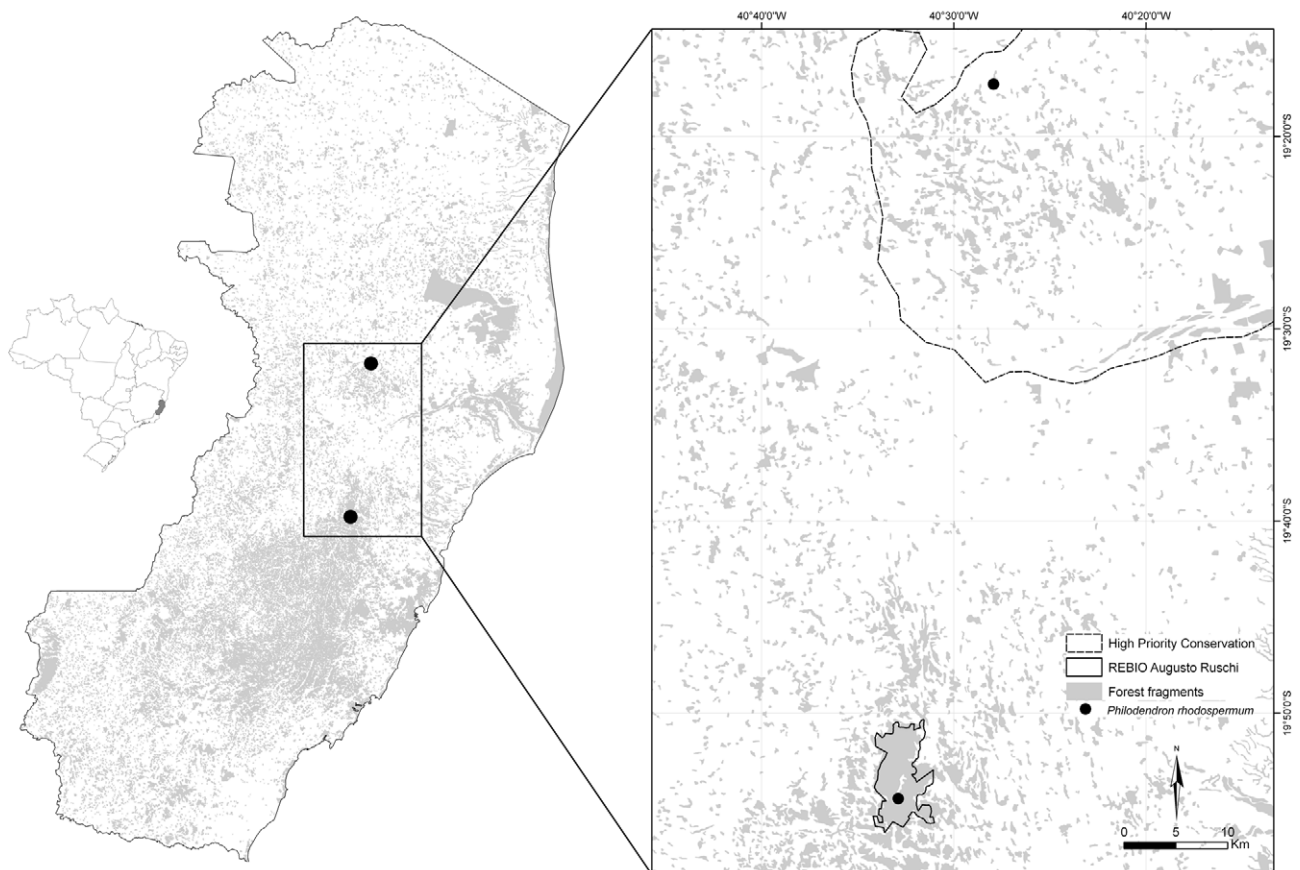 40°40'0"W
40°30'0"W
40°20'0"W
19°20'0"S
19°30'0"S
19°40'0"S
19°50'0"S
High Priority Conservation
REBIO Augusto Ruschi
Forest fragments
Philodendron rhodospermum
N
0 5 10
Km